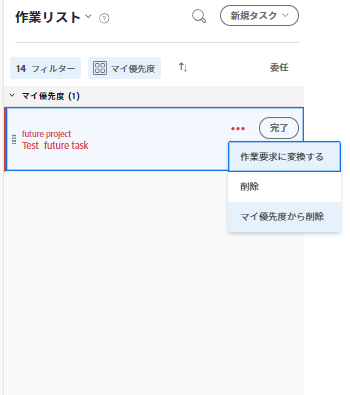 作業リスト
?
新規タスク
14 フィルター
マイ優先度
委任
マイ優先度 (1)
future project
Test future task
完了
作業要求に変換する
削除
マイ優先度から削除